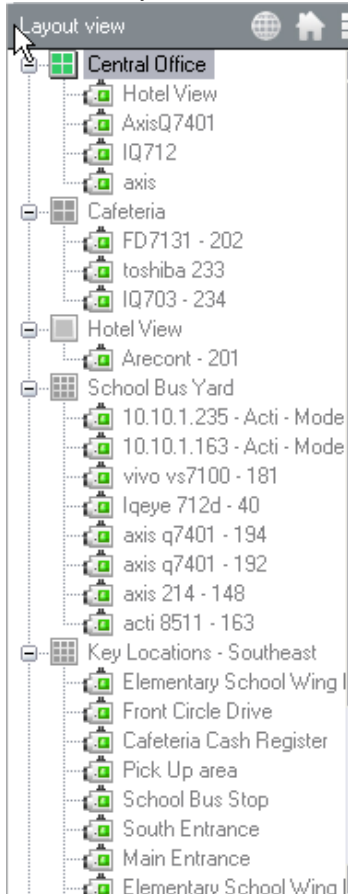 Layout view
Central Office
Hotel View
AxisQ7401
IQ712
axis
Cafeteria
FD7131 - 202
toshiba 233
IQ703 - 234
Hotel View
Arecont - 201
School Bus Yard
10.10.1.235 - Acti - Mode
10.10.1.163 - Acti - Mode
vivo vs7100 - 181
Iqeye 712d - 40
axis q7401 - 194
axis q7401 - 192
axis 214 - 148
acti 8511 - 163
Key Locations - Southeast
Elementary School Wing
Front Circle Drive
Cafeteria Cash Register
Pick Up area
School Bus Stop
South Entrance
Main Entrance
Elementary School Wing